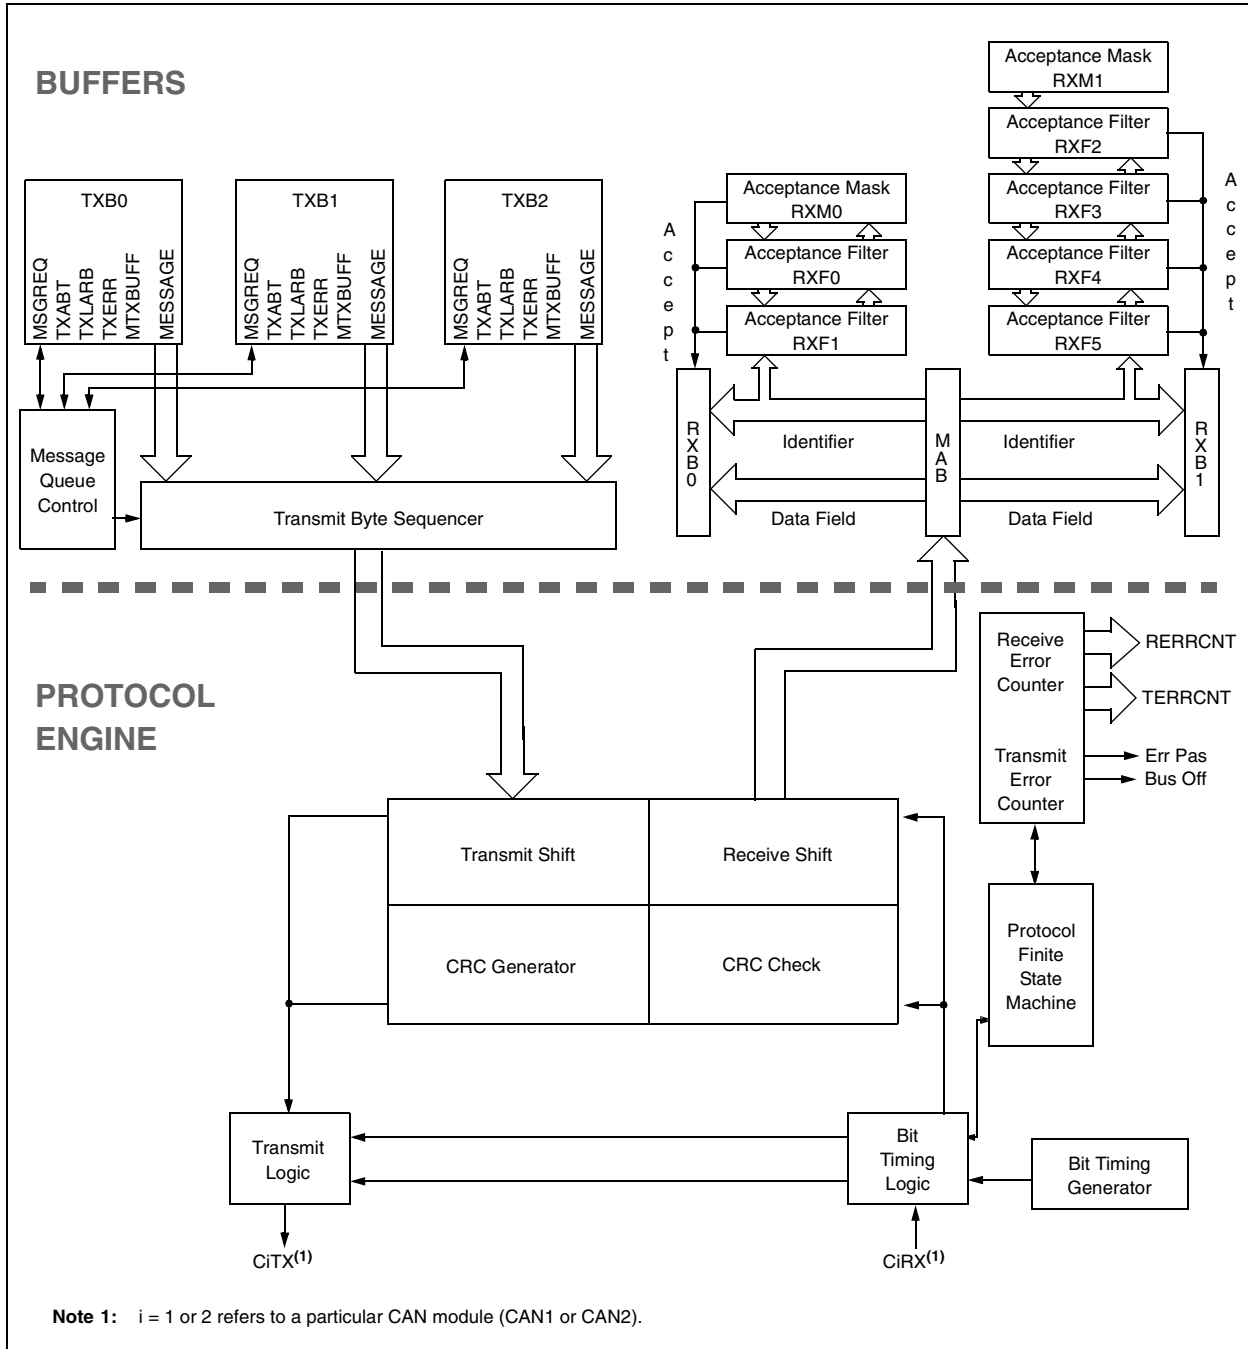 BUFFERS
Acceptance Mask
RXM1
Acceptance Filter
RXF2
Acceptance Filter
RXF3
Acceptance Filter
RXF4
Acceptance Filter
RXF5
Accept
Acceptance Mask
RXM0
Acceptance Filter
RXF0
Acceptance Filter
RXF1
Accept
TXB0
MSGREQ
TXABT
TXLARB
TXERR
MTXBUFF
MESSAGE
TXB1
MSGREQ
TXABT
TXLARB
TXERR
MTXBUFF
MESSAGE
TXB2
MSGREQ
TXABT
TXLARB
TXERR
MTXBUFF
MESSAGE
Message
Queue
Control
Transmit Byte Sequencer
RXB0
Identifier
Data Field
MAB
Identifier
Data Field
RXB1
PROTOCOL
ENGINE
Receive
Error
Counter
RERRCNT
TERRCNT
Transmit
Error
Counter
Err Pas
Bus Off
Transmit Shift
Receive Shift
CRC Generator
CRC Check
Protocol
Finite
State
Machine
Transmit
Logic
Bit
Timing
Logic
Bit Timing
Generator
CiTX(1)
CiRX(1)
Note 1: i = 1 or 2 refers to a particular CAN module (CAN1 or CAN2).